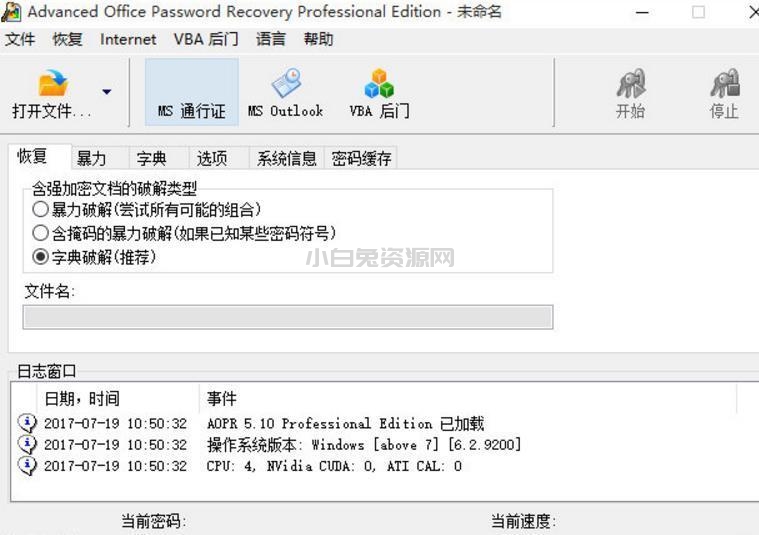 Advanced Office Password Recovery Professional Edition - 未命名
文件 恢复 Internet VBA 后门 语言 帮助
打开文件... MS 通行证 MS Outlook VBA 后门 开始 停止
恢复 暴力 字典 选项 系统信息 密码缓存
含强加密文档的破解类型
暴力破解(尝试所有可能的组合)
含掩码的暴力破解(如果已知某些密码符号)
字典破解(推荐)
小白兔资源网
文件名:
日志窗口
日期，时间 事件
2017-07-19 10:50:32 AOPR 5.10 Professional Edition 已加载
2017-07-19 10:50:32 操作系统版本: Windows [above 7] [6.2.9200]
2017-07-19 10:50:32 CPU: 4, NVidia CUDA: 0, ATI CAL: 0
当前密码: 当前速度: